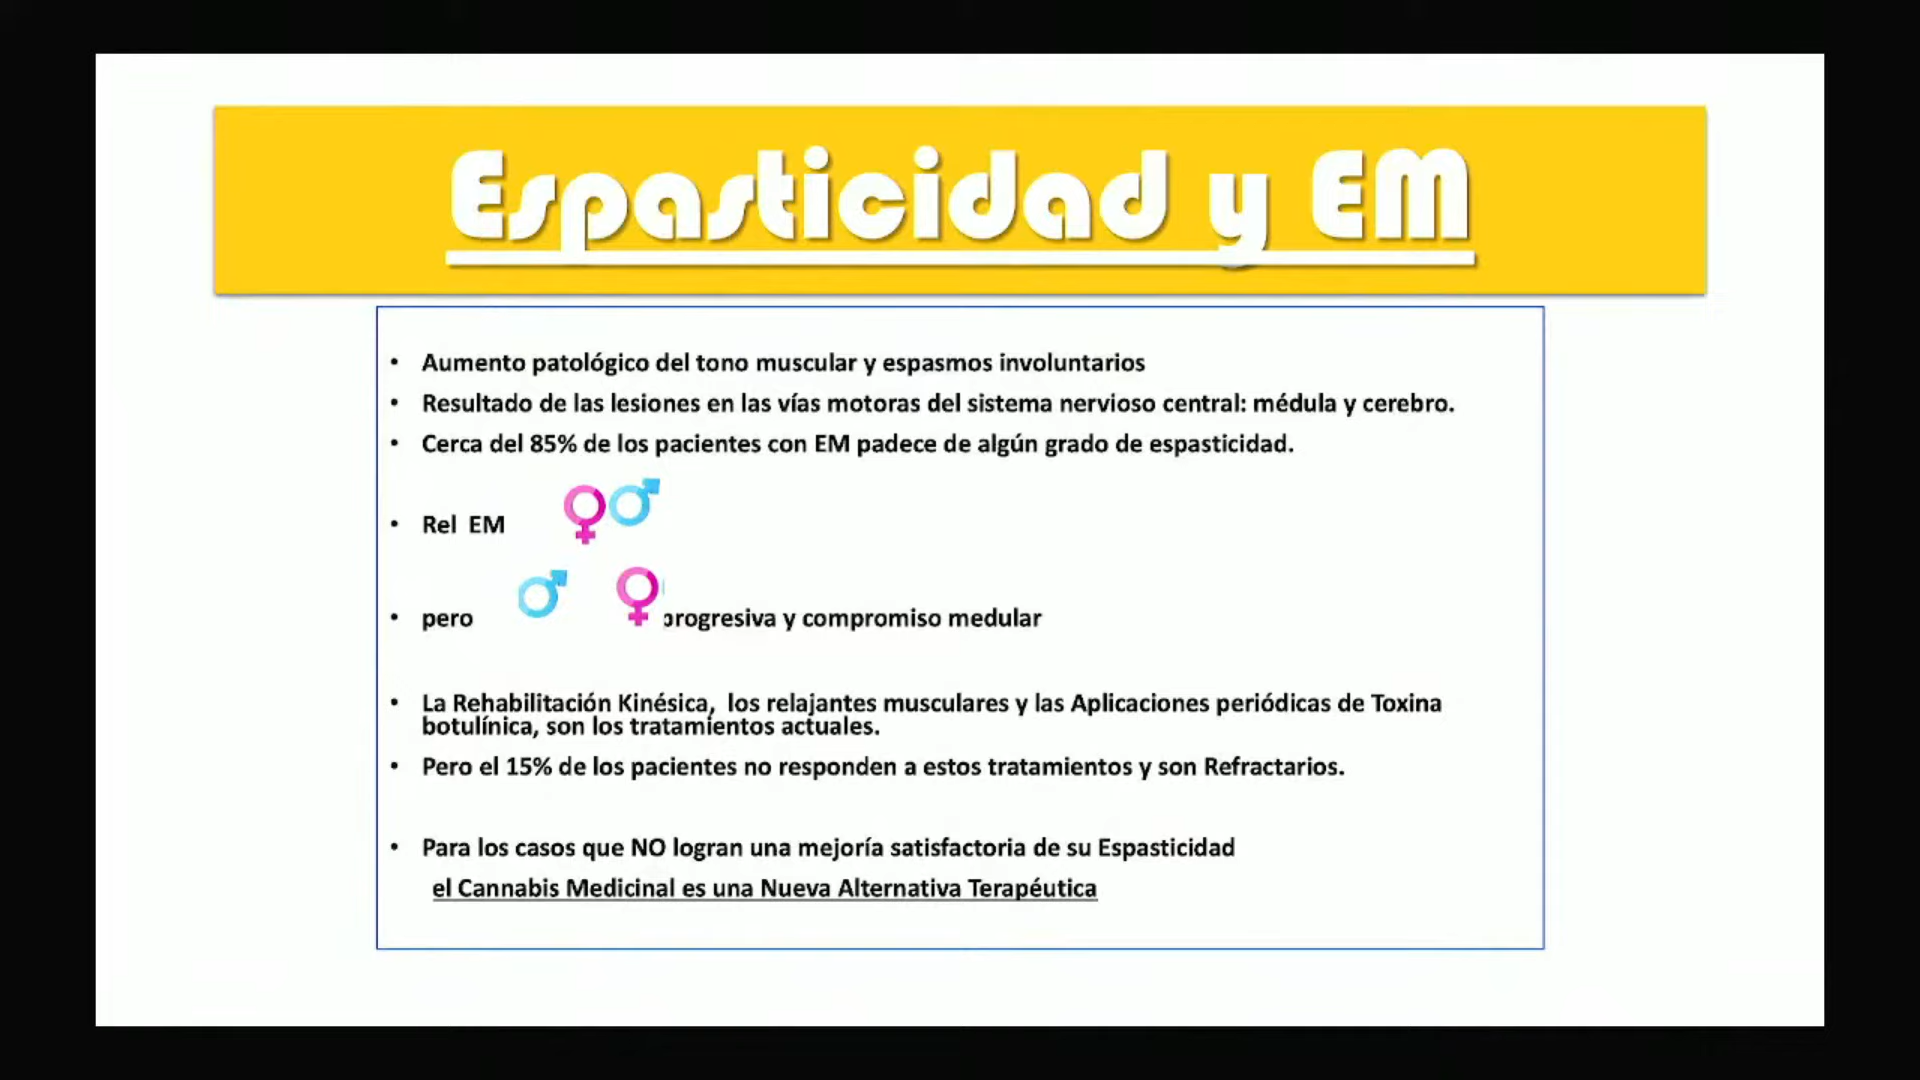 Espasticidad y EM
• Aumento patológico del tono muscular y espasmos involuntarios
• Resultado de las lesiones en las vías motoras del sistema nervioso central: médula y cerebro.
• Cerca del 85% de los pacientes con EM padece de algún grado de espasticidad.
• Rel EM
• pero progresiva y compromiso medular
• La Rehabilitación Kinésica, los relajantes musculares y las Aplicaciones periódicas de Toxina
botulínica, son los tratamientos actuales.
• Pero el 15% de los pacientes no responden a estos tratamientos y son Refractarios.
• Para los casos que NO logran una mejoría satisfactoria de su Espasticidad
el Cannabis Medicinal es una Nueva Alternativa Terapéutica